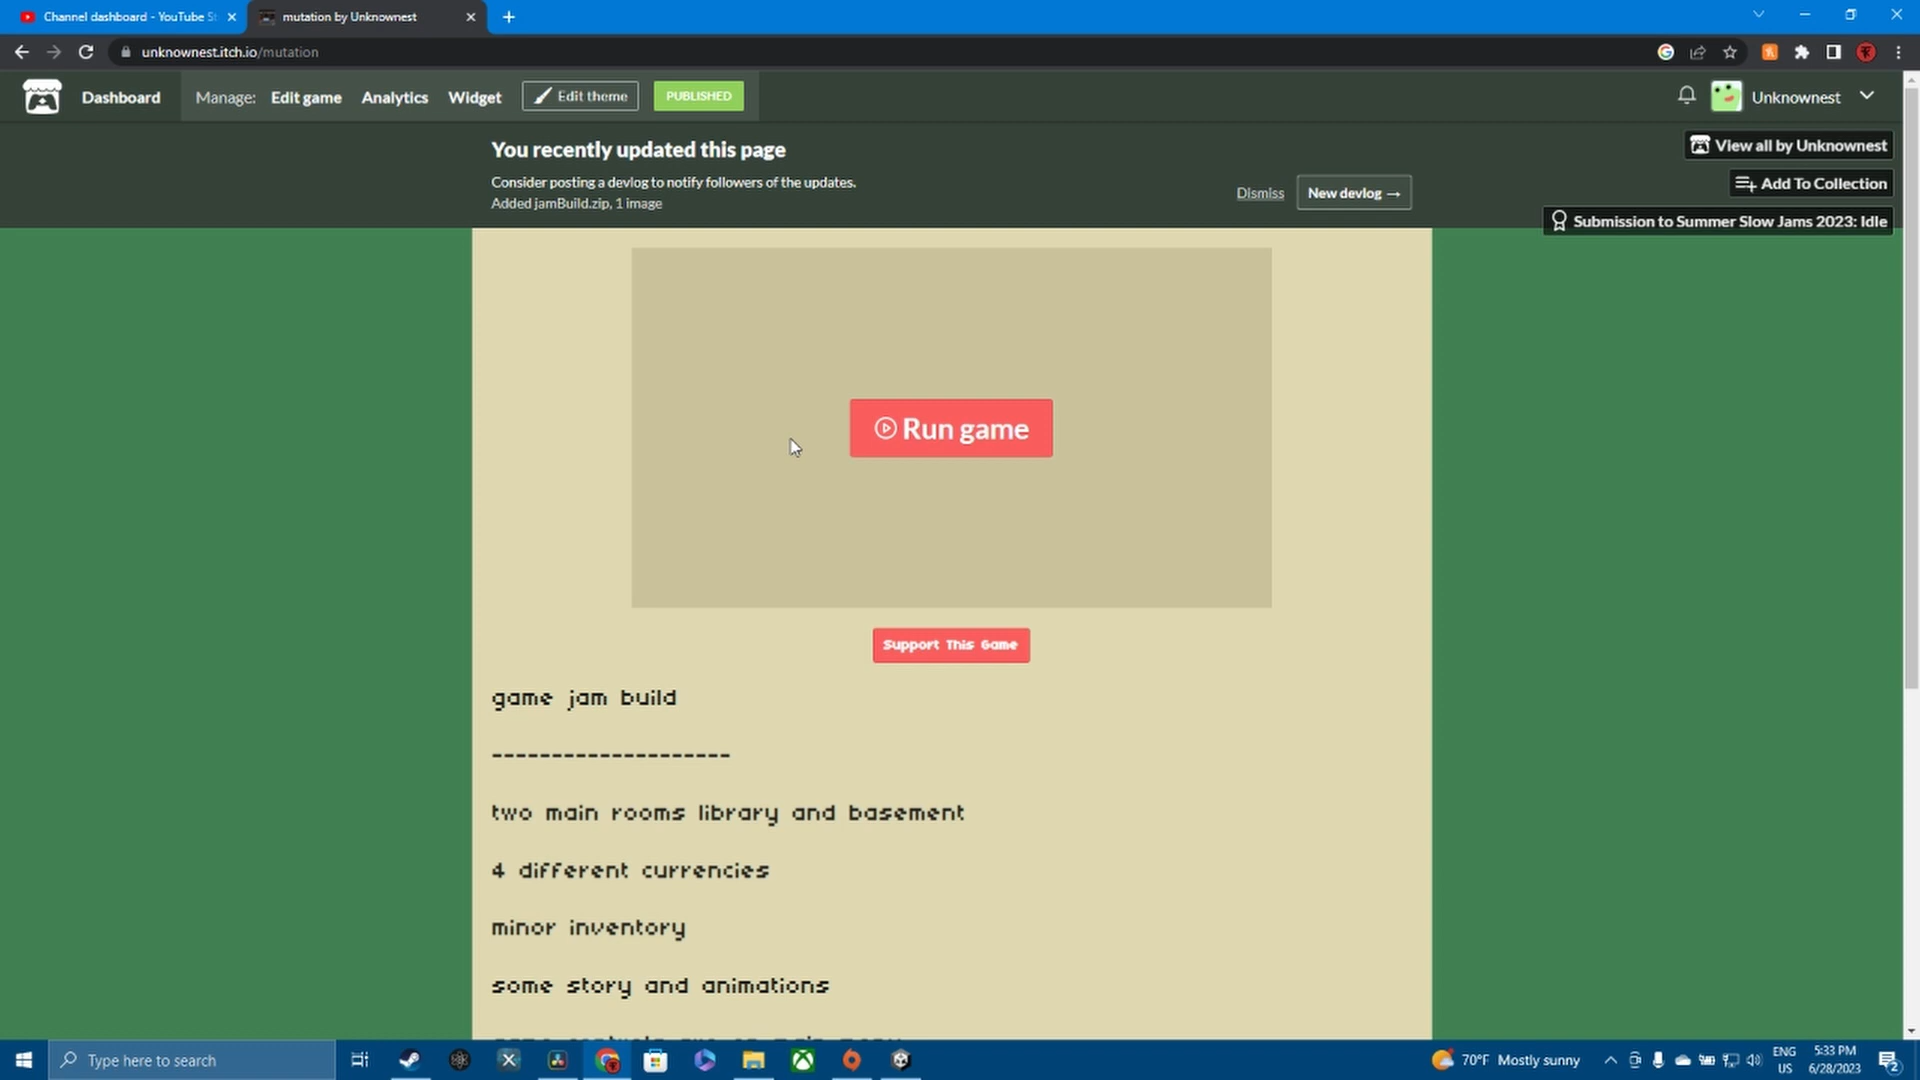 Channel dashboard - YouTube St
mutation by Unknownest
unknownest.itch.io/mutation
Dashboard
Manage: Edit game Analytics Widget Edit theme PUBLISHED
Unknownest
You recently updated this page
Consider posting a devlog to notify followers of the updates.
Added jamBuild.zip, 1 image
Dismiss
New devlog →
View all by Unknownest
Add To Collection
Submission to Summer Slow Jams 2023: Idle
Run game
Support This Game
game jam build
--------------------
two main rooms library and basement
4 different currencies
minor inventory
some story and animations
Type here to search
70°F Mostly sunny
ENG
US
5:33 PM
6/28/2023
2